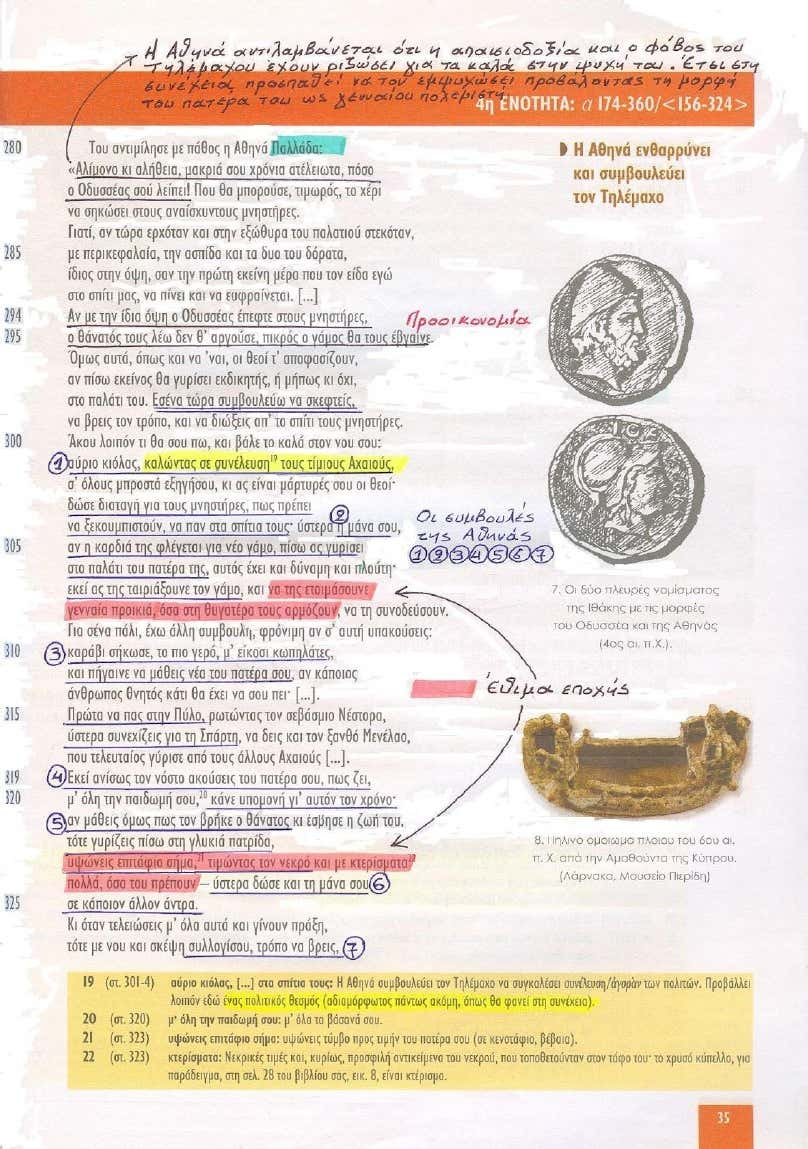 Η Αθηνά αντιλαμβάνεται ότι η απαισιοδοξία και ο φόβος του
Τηλέμαχου έχουν ριζώσει για τα καλά στην ψυχή του. Έτσι στη
συνέχεια προσπαθεί να τον εμψυχώσει προβάλοντας τη μορφή
του πατέρα του ως γενναίου πολεμιστή.
4η ΕΝΟΤΗΤΑ: α 174-360/<156-324>
280 Του αντιμίλησε με πάθος η Αθηνά Παλλάδα:
«Αλίμονο κι αλήθεια, μακριά σου χρόνια ατέλειωτα, πόσο
ο Οδυσσέας σού λείπει! Που θα μπορούσε, τιμωρός, το χέρι
να σηκώσει στους αναίσχυντους μνηστήρες.
Γιατί, αν τώρα ερχόταν και στην εξώθυρα του παλατιού στεκόταν,
285 με περικεφαλαία, την ασπίδα και τα δυο του δόρατα,
ίδιος στην όψη, σαν την πρώτη εκείνη μέρα που τον είδα εγώ
στο σπίτι μας, να πίνει και να ευφραίνεται. [...]
294 Αν με την ίδια όψη ο Οδυσσέας έπεφτε στους μνηστήρες,
295 ο θάνατός τους λέω δεν θ' αργούσε, πικρός ο γάμος θα τους έβγαινε.
Όμως αυτά, όπως και να 'ναι, οι θεοί τ' αποφασίζουν,
αν πίσω εκείνος θα γυρίσει εκδικητής, ή μήπως κι όχι,
στο παλάτι του. Εσένα τώρα συμβουλεύω να σκεφτείς,
να βρεις τον τρόπο, και να διώξεις απ' το σπίτι τους μνηστήρες.
300 Άκου λοιπόν τι θα σου πω, και βάλε το καλά στον νου σου:
① αύριο κιόλας, καλώντας σε συνέλευση¹⁹ τους τίμιους Αχαιούς,
σ' όλους μπροστά εξηγήσου, κι ας είναι μάρτυρές σου οι θεοί·
δώσε διαταγή για τους μνηστήρες, πως πρέπει
②
να ξεκουμπιστούν, να παν στα σπίτια τους· ύστερα η μάνα σου,
305 αν η καρδιά της φλέγεται για νέο γάμο, πίσω ας γυρίσει
στο παλάτι του πατέρα της, αυτός έχει και δύναμη και πλούτη·
εκεί ας της ταιριάξουνε τον γάμο, και να της ετοιμάσουνε
γενναία προικιά, όσα στη θυγατέρα τους αρμόζουν, να τη συνοδεύσουν.
Για σένα πάλι, έχω άλλη συμβουλή, φρόνιμη αν σ' αυτή υπακούσεις:
310 ③ καράβι σήκωσε, το πιο γερό, μ' είκοσι κωπηλάτες,
και πήγαινε να μάθεις νέα του πατέρα σου, αν κάποιος
άνθρωπος θνητός κάτι θα έχει να σου πει· [...].
315 Πρώτα να πας στην Πύλο, ρωτώντας τον σεβάσμιο Νέστορα,
ύστερα συνεχίζεις για τη Σπάρτη, να δεις και τον ξανθό Μενέλαο,
που τελευταίος γύρισε από τους άλλους Αχαιούς [...].
319 ④ Εκεί ανίσως τον νόστο ακούσεις του πατέρα σου, πως ζει,
320 μ' όλη την παιδωμή σου,²⁰ κάνε υπομονή γι' αυτόν τον χρόνο·
⑤ αν μάθεις όμως πως τον βρήκε ο θάνατος κι έσβησε η ζωή του,
τότε γυρίζεις πίσω στη γλυκιά πατρίδα,
υψώνεις επιτάφιο σήμα,²¹ τιμώντας τον νεκρό και με κτερίσματα²²
πολλά, όσα του πρέπουν – ύστερα δώσε και τη μάνα σου ⑥
325 σε κάποιον άλλον άντρα.
Κι όταν τελειώσεις μ' όλα αυτά και γίνουν πράξη,
τότε με νου και σκέψη συλλογίσου, τρόπο να βρεις, ⑦
Η Αθηνά ενθαρρύνει
και συμβουλεύει
τον Τηλέμαχο
Προοικονομία
Οι συμβουλές
της Αθηνάς
①②③④⑤⑥⑦
7. Οι δύο πλευρές νομίσματος
της Ιθάκης με τις μορφές
του Οδυσσέα και της Αθηνάς
(4ος αι. π.Χ.).
Έθιμα εποχής
8. Πήλινο ομοίωμα πλοίου του 6ου αι.
π. Χ. από την Αμαθούντα της Κύπρου.
(Λάρνακα, Μουσείο Πιερίδη)
19 (στ. 301-4) αύριο κιόλας, [...] στα σπίτια τους: Η Αθηνά συμβουλεύει τον Τηλέμαχο να συγκαλέσει συνέλευση/ἀγορὰν των πολιτών. Προβάλλει
λοιπόν εδώ ένας πολιτικός θεσμός (αδιαμόρφωτος πάντως ακόμη, όπως θα φανεί στη συνέχεια).
20 (στ. 320) μ' όλη την παιδωμή σου: μ' όλα τα βάσανά σου.
21 (στ. 323) υψώνεις επιτάφιο σήμα: υψώνεις τύμβο προς τιμήν του πατέρα σου (σε κενοτάφιο, βέβαια).
22 (στ. 323) κτερίσματα: Νεκρικές τιμές και, κυρίως, προσφιλή αντικείμενα του νεκρού, που τοποθετούνταν στον τάφο του· το χρυσό κύπελλο, για
παράδειγμα, στη σελ. 28 του βιβλίου σας, εικ. 8, είναι κτέρισμα.
35